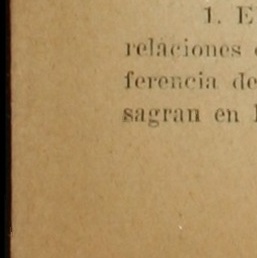 1. E
relaciones
ferencia de
sagran en